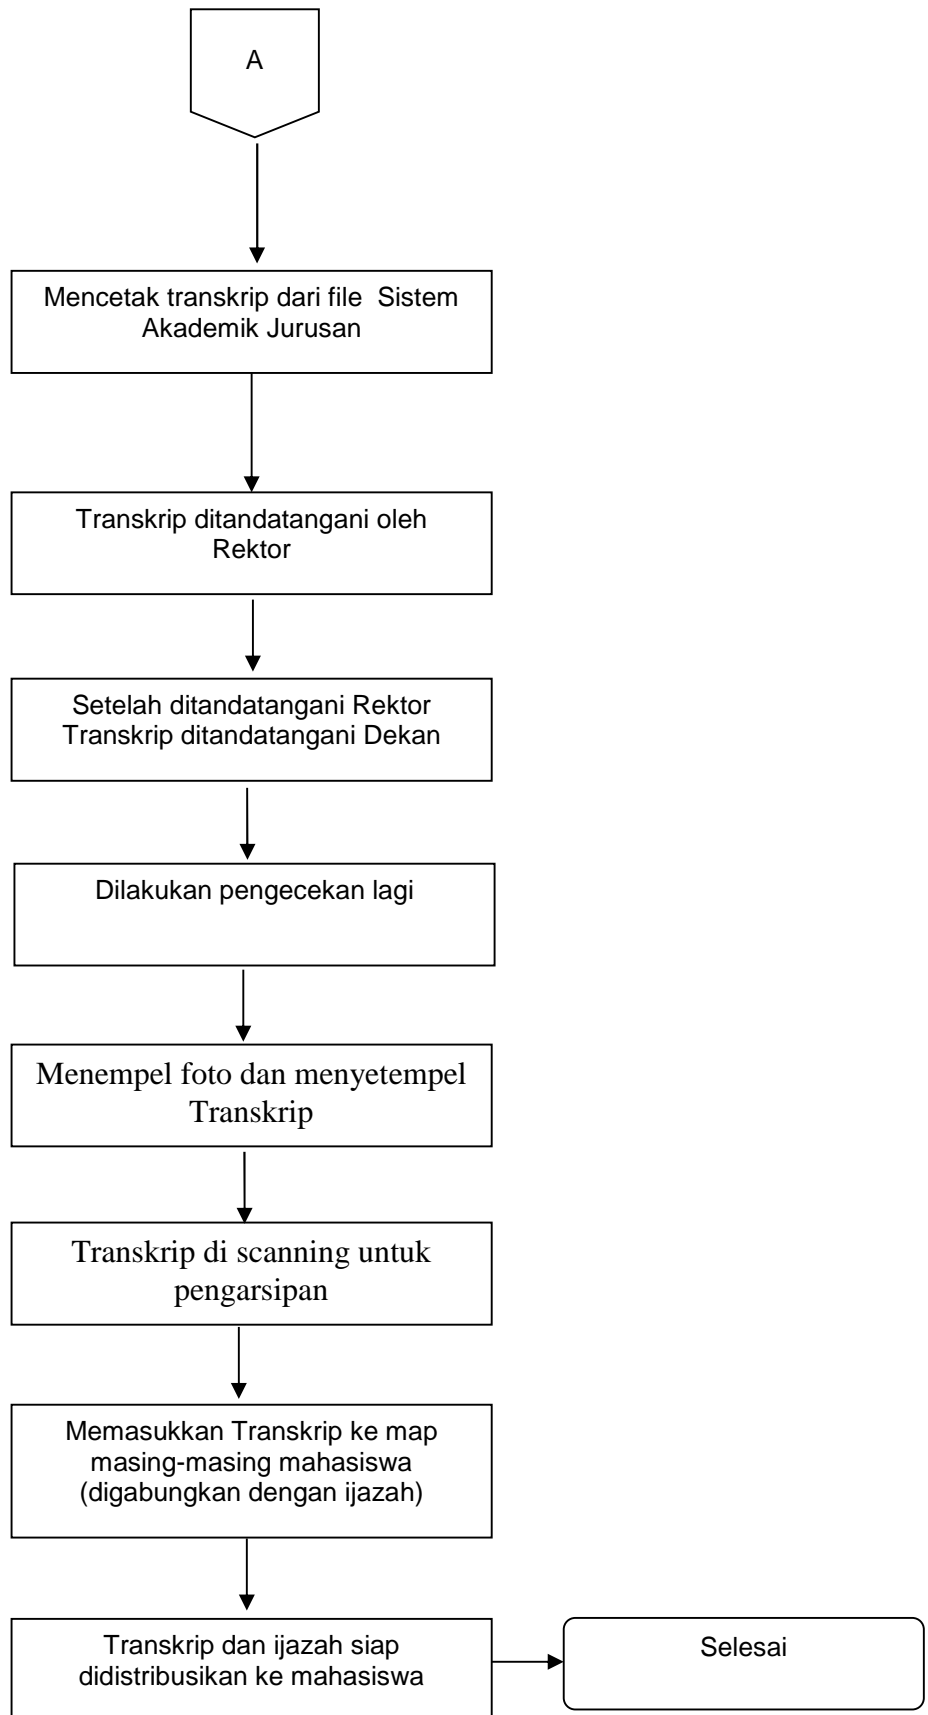 A
Mencetak transkrip dari file  Sistem
Akademik Jurusan
Transkrip ditandatangani oleh
Rektor
Setelah ditandatangani Rektor
Transkrip ditandatangani Dekan
Dilakukan pengecekan lagi
Menempel foto dan menyetempel
Transkrip
Transkrip di scanning untuk
pengarsipan
Memasukkan Transkrip ke map
masing-masing mahasiswa
(digabungkan dengan ijazah)
Transkrip dan ijazah siap
didistribusikan ke mahasiswa
Selesai